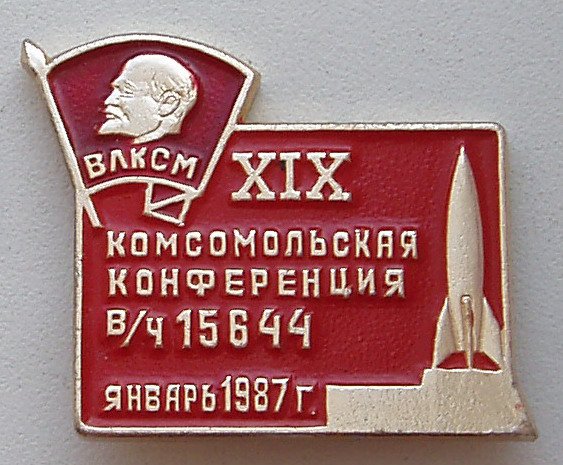 ВЛКСМ
XIX
КОМСОМОЛЬСКАЯ
КОНФЕРЕНЦИЯ
В/Ч 15644
ЯНВАРЬ 1987 Г.